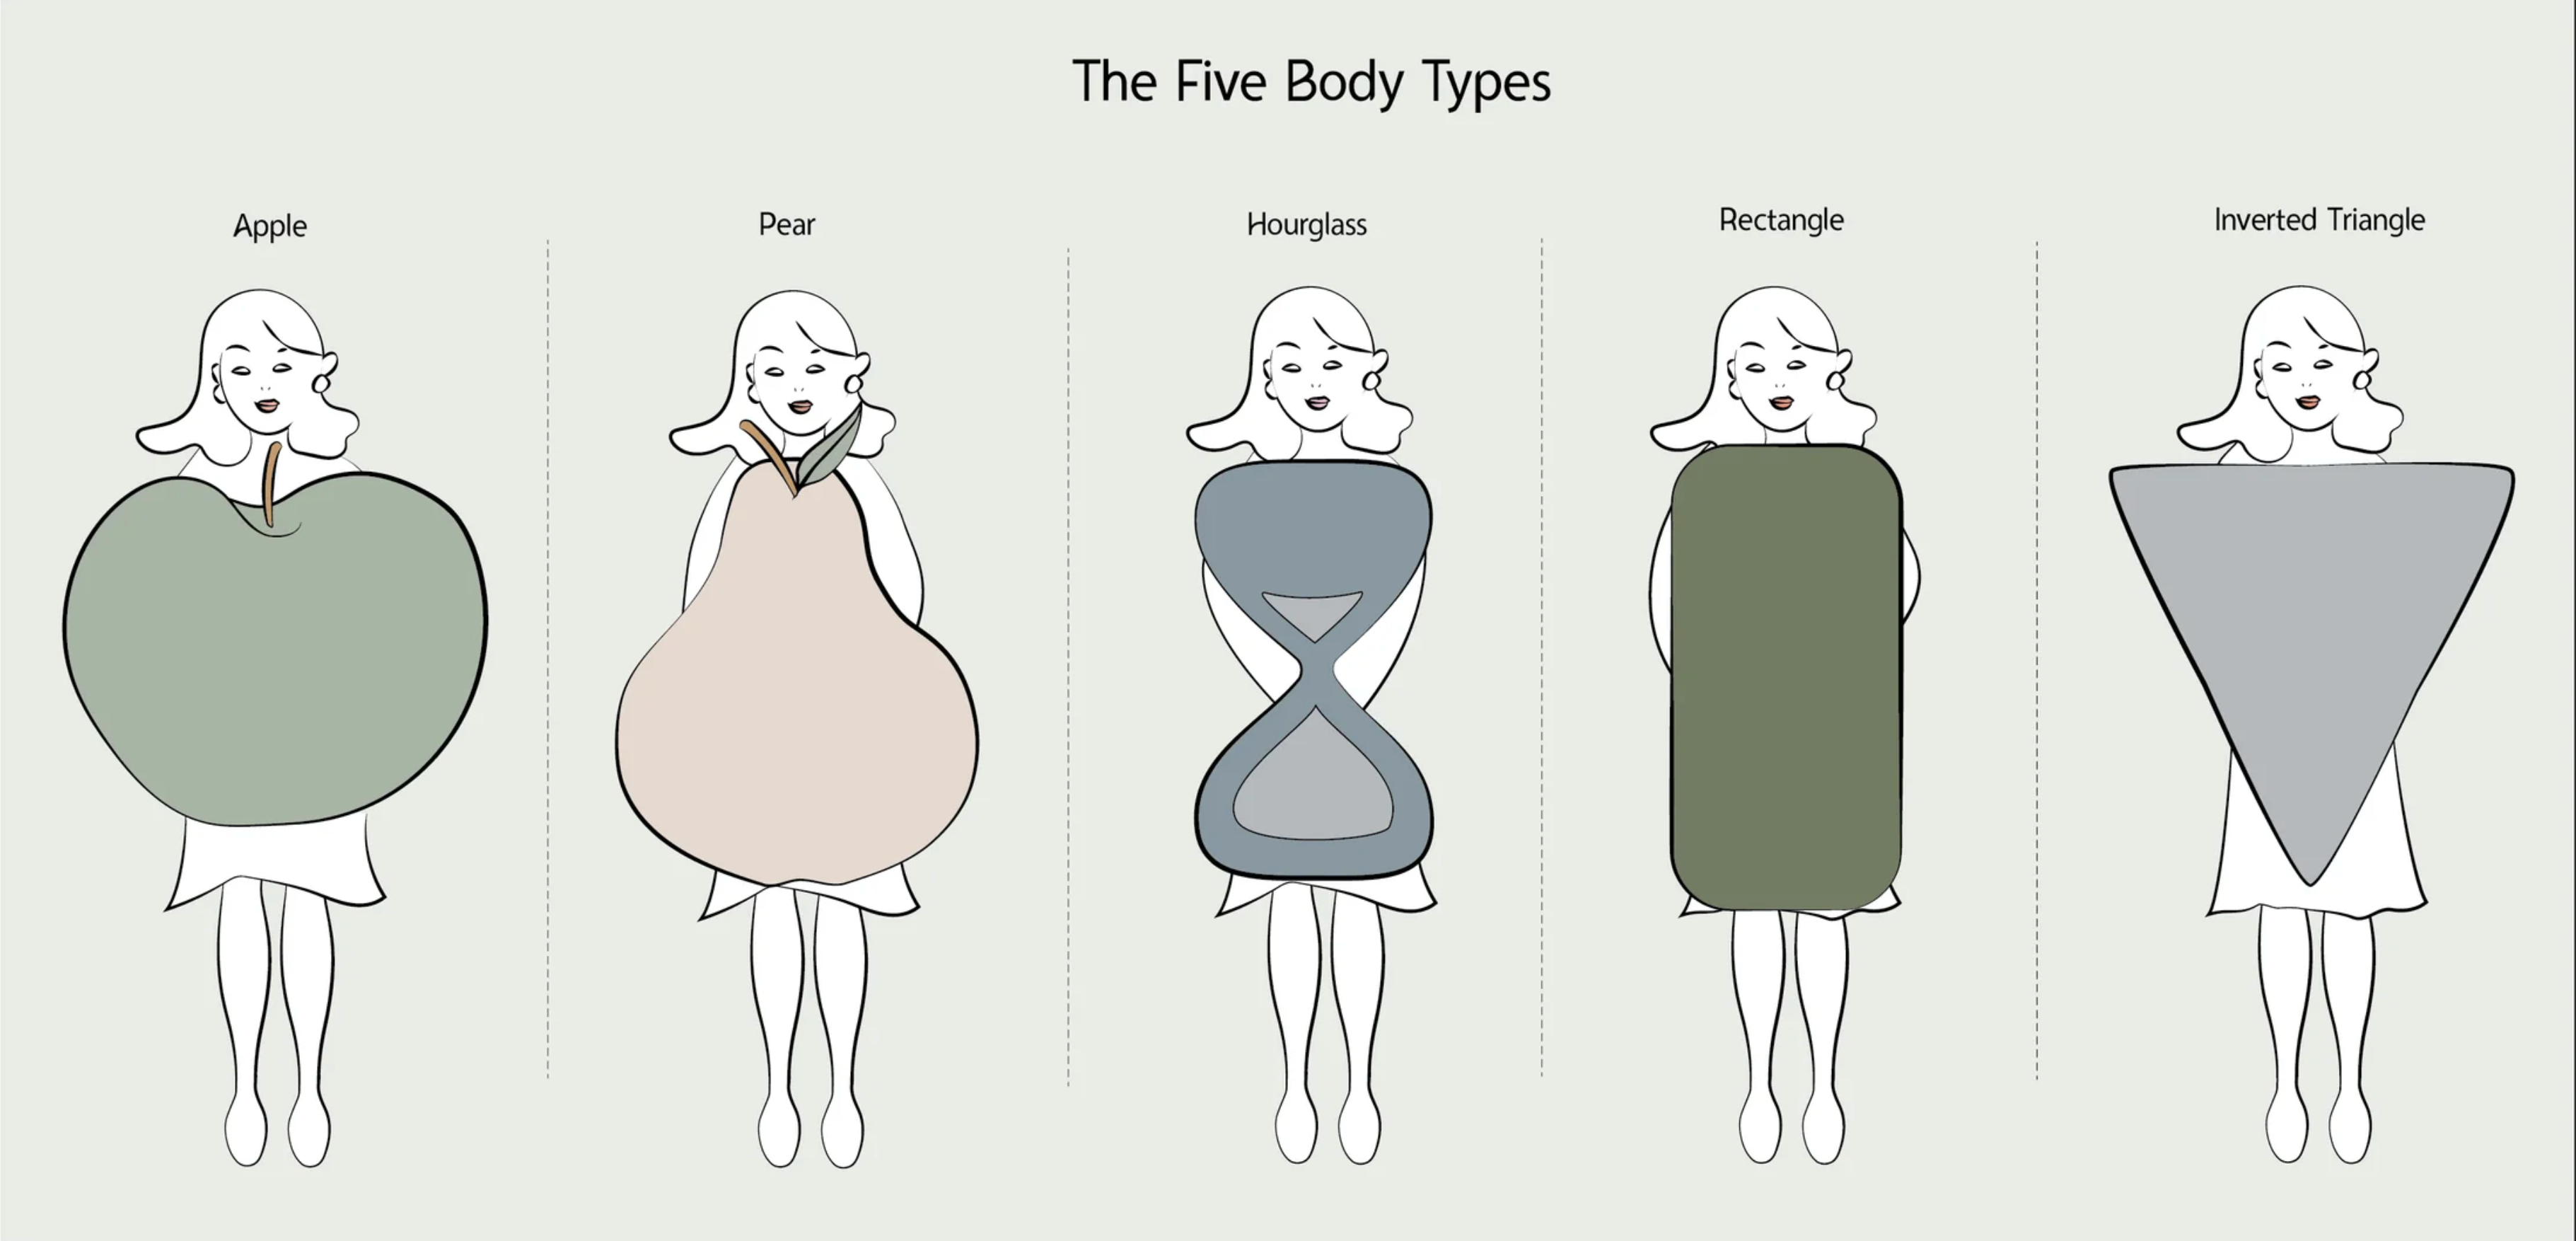 The Five Body Types
Apple
Pear
Hourglass
Rectangle
Inverted Triangle